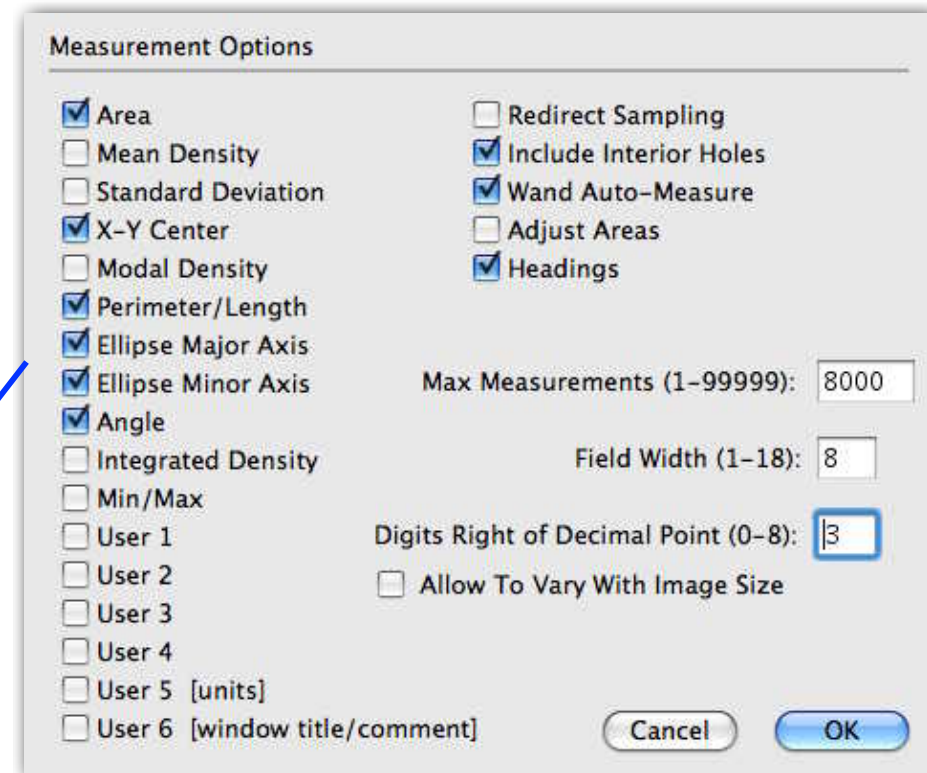 Measurement Options
Area
Mean Density
Standard Deviation
X-Y Center
Modal Density
Perimeter/Length
Ellipse Major Axis
Ellipse Minor Axis
Angle
Integrated Density
Min/Max
User 1
User 2
User 3
User 4
User 5 [units]
User 6 [window title/comment]
Redirect Sampling
Include Interior Holes
Wand Auto-Measure
Adjust Areas
Headings
Max Measurements (1-99999): 8000
Field Width (1-18): 8
Digits Right of Decimal Point (0-8): 3
Allow To Vary With Image Size
Cancel OK